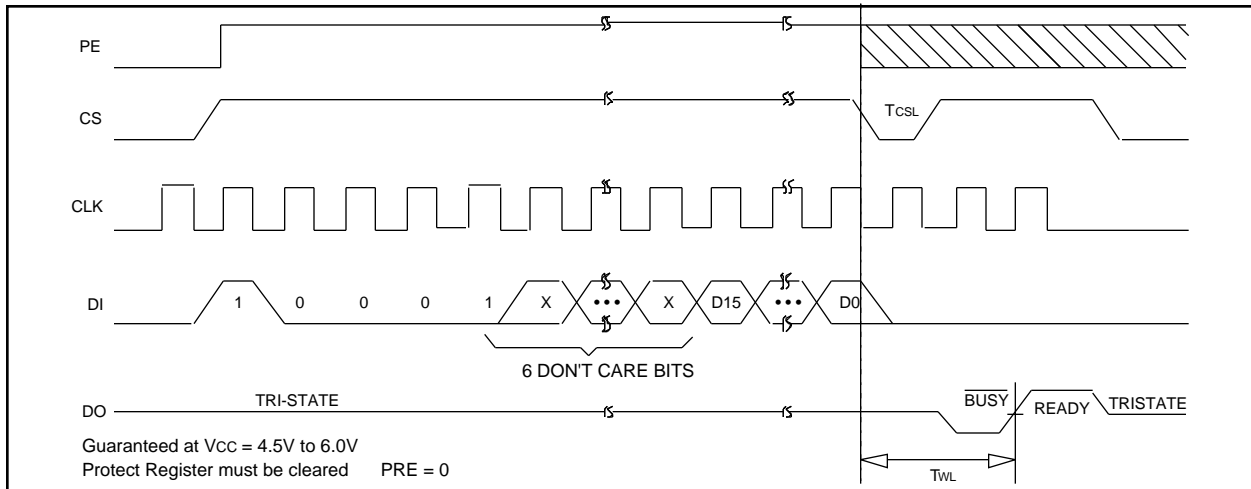 PE
CS
TCSL
CLK
DI
1 0 0 0 1 X ••• X D15 ••• D0
6 DON'T CARE BITS
DO
TRI-STATE
BUSY
READY
TRISTATE
Guaranteed at VCC = 4.5V to 6.0V
Protect Register must be cleared PRE = 0
TWL